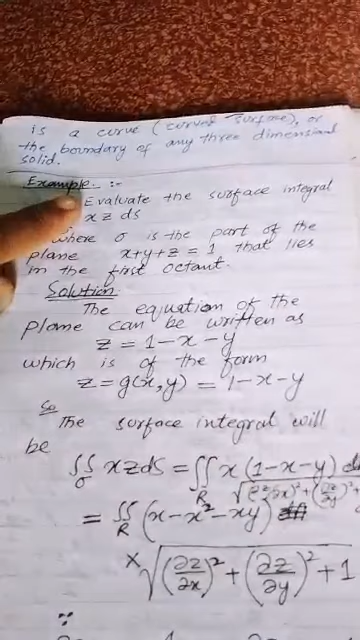 is a curve (curved surface), or
the boundary of any three dimensional
solid.
Example :-
Evaluate the surface integral
x z ds
where σ is the part of the
plane x+y+z=1 that lies
in the first octant.
Solution:
The equation of the
plane can be written as
z = 1-x-y
which is of the form
z = g(x,y) = 1-x-y
So
The surface integral will
be
∬σ xzds = ∬R x(1-x-y)
√(∂z/∂x)²+(∂z/∂y)²+
= ∬R (x-x²-xy)
×√(∂z/∂x)²+(∂z/∂y)²+1
∵